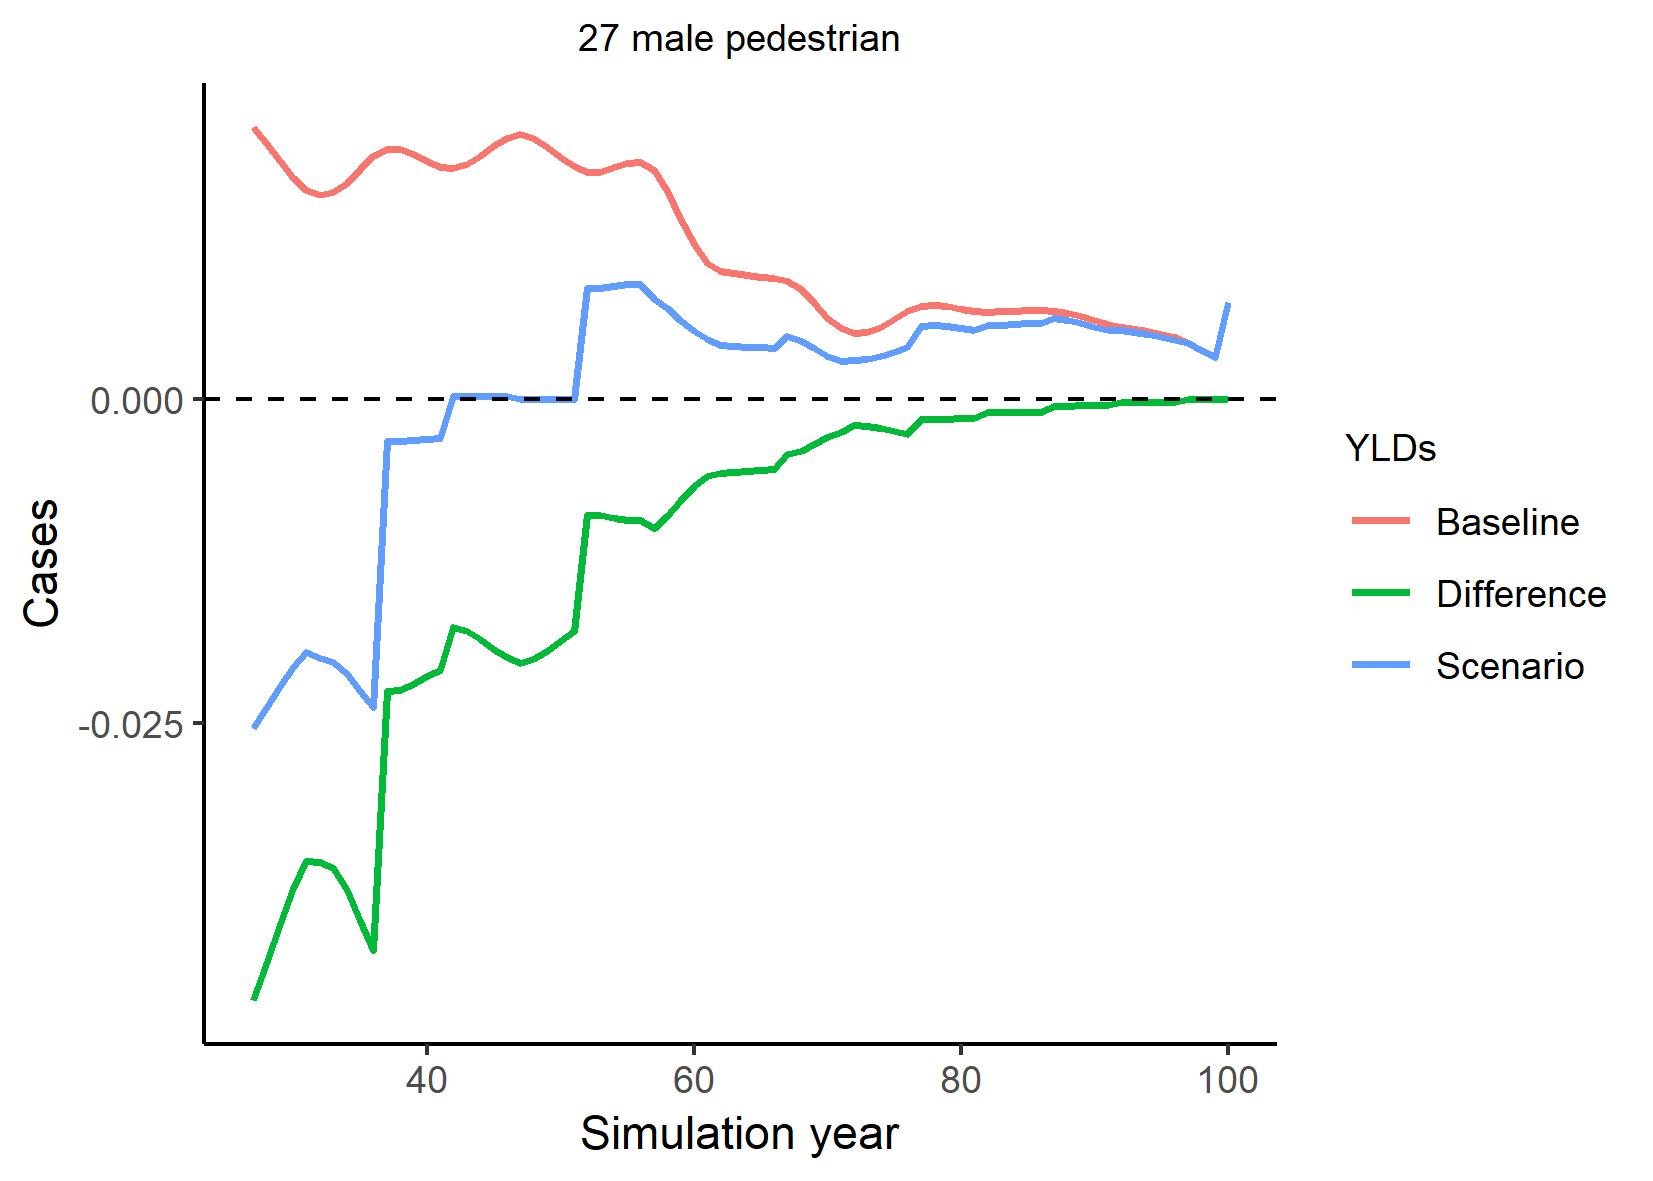 27 male pedestrian
Cases
0.000
-0.025
40 60 80 100
Simulation year
YLDs
Baseline
Difference
Scenario